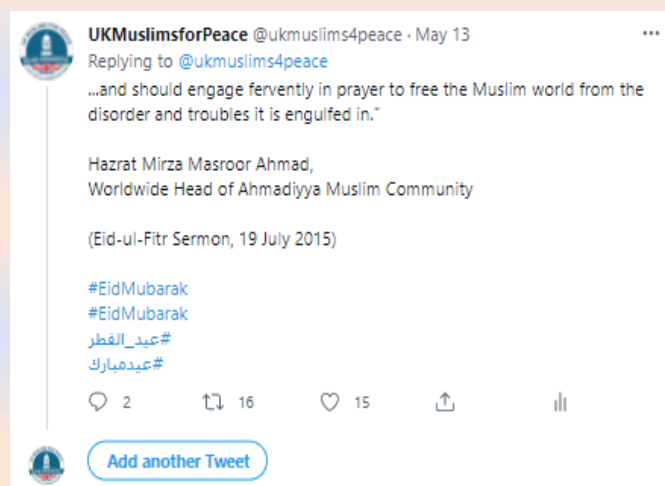 UKMuslimsforPeace @ukmuslims4peace · May 13
Replying to @ukmuslims4peace
...and should engage fervently in prayer to free the Muslim world from the
disorder and troubles it is engulfed in."
Hazrat Mirza Masroor Ahmad,
Worldwide Head of Ahmadiyya Muslim Community
(Eid-ul-Fitr Sermon, 19 July 2015)
#EidMubarak
#EidMubarak
#عيد_الفطر
#عيدمبارك
2 16 15
Add another Tweet